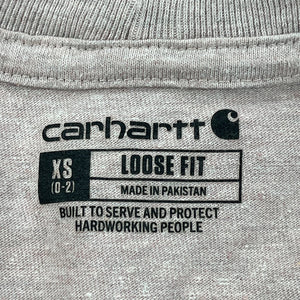 carhartt
XS
(0-2)
LOOSE FIT
MADE IN PAKISTAN
BUILT TO SERVE AND PROTECT
HARDWORKING PEOPLE